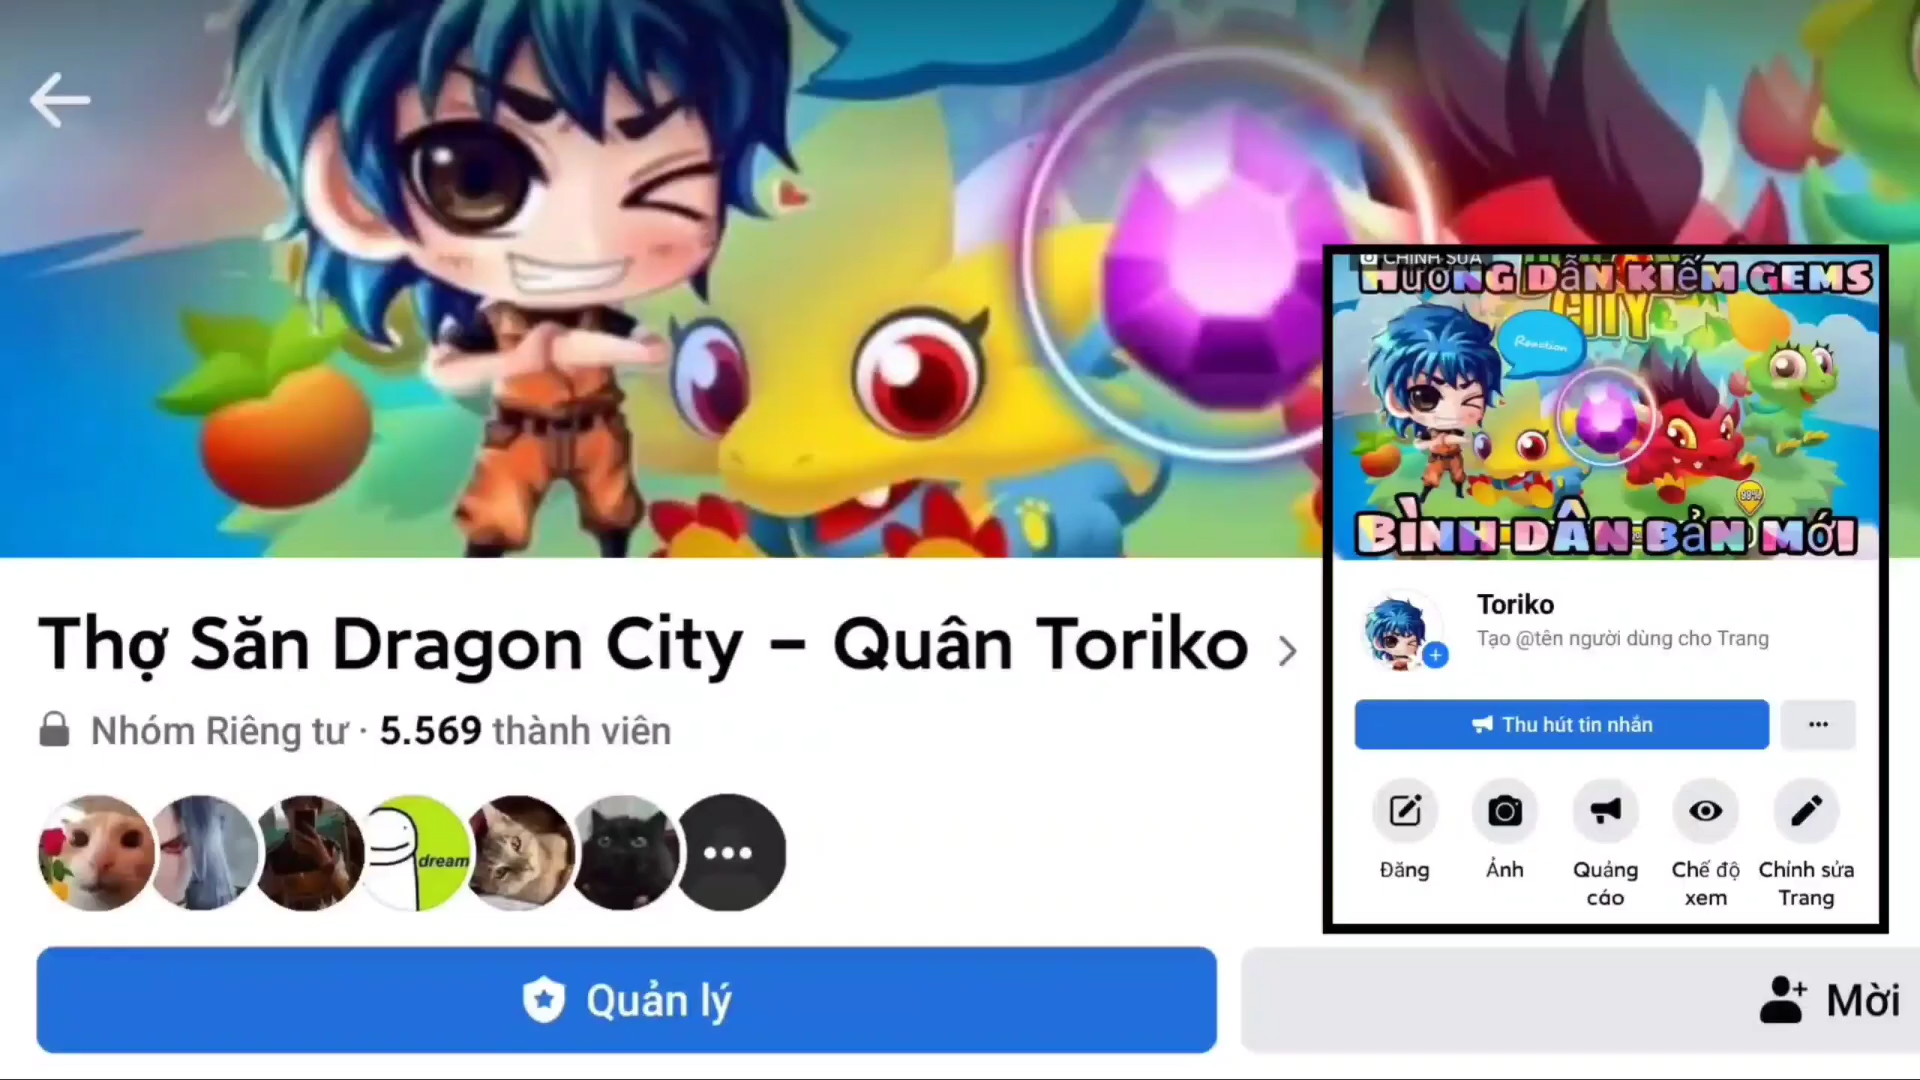 Thợ Săn Dragon City – Quân Toriko
Nhóm Riêng tư · 5.569 thành viên
dream
Quản lý
Mời
CHỈNH SỬA
HƯỚNG DẪN KIẾM GEMS
CITY
Reaction
BÌNH DÂN BẢN MỚI
Toriko
Tạo @tên người dùng cho Trang
Thu hút tin nhắn
Đăng
Ảnh
Quảng cáo
Chế độ xem
Chỉnh sửa Trang